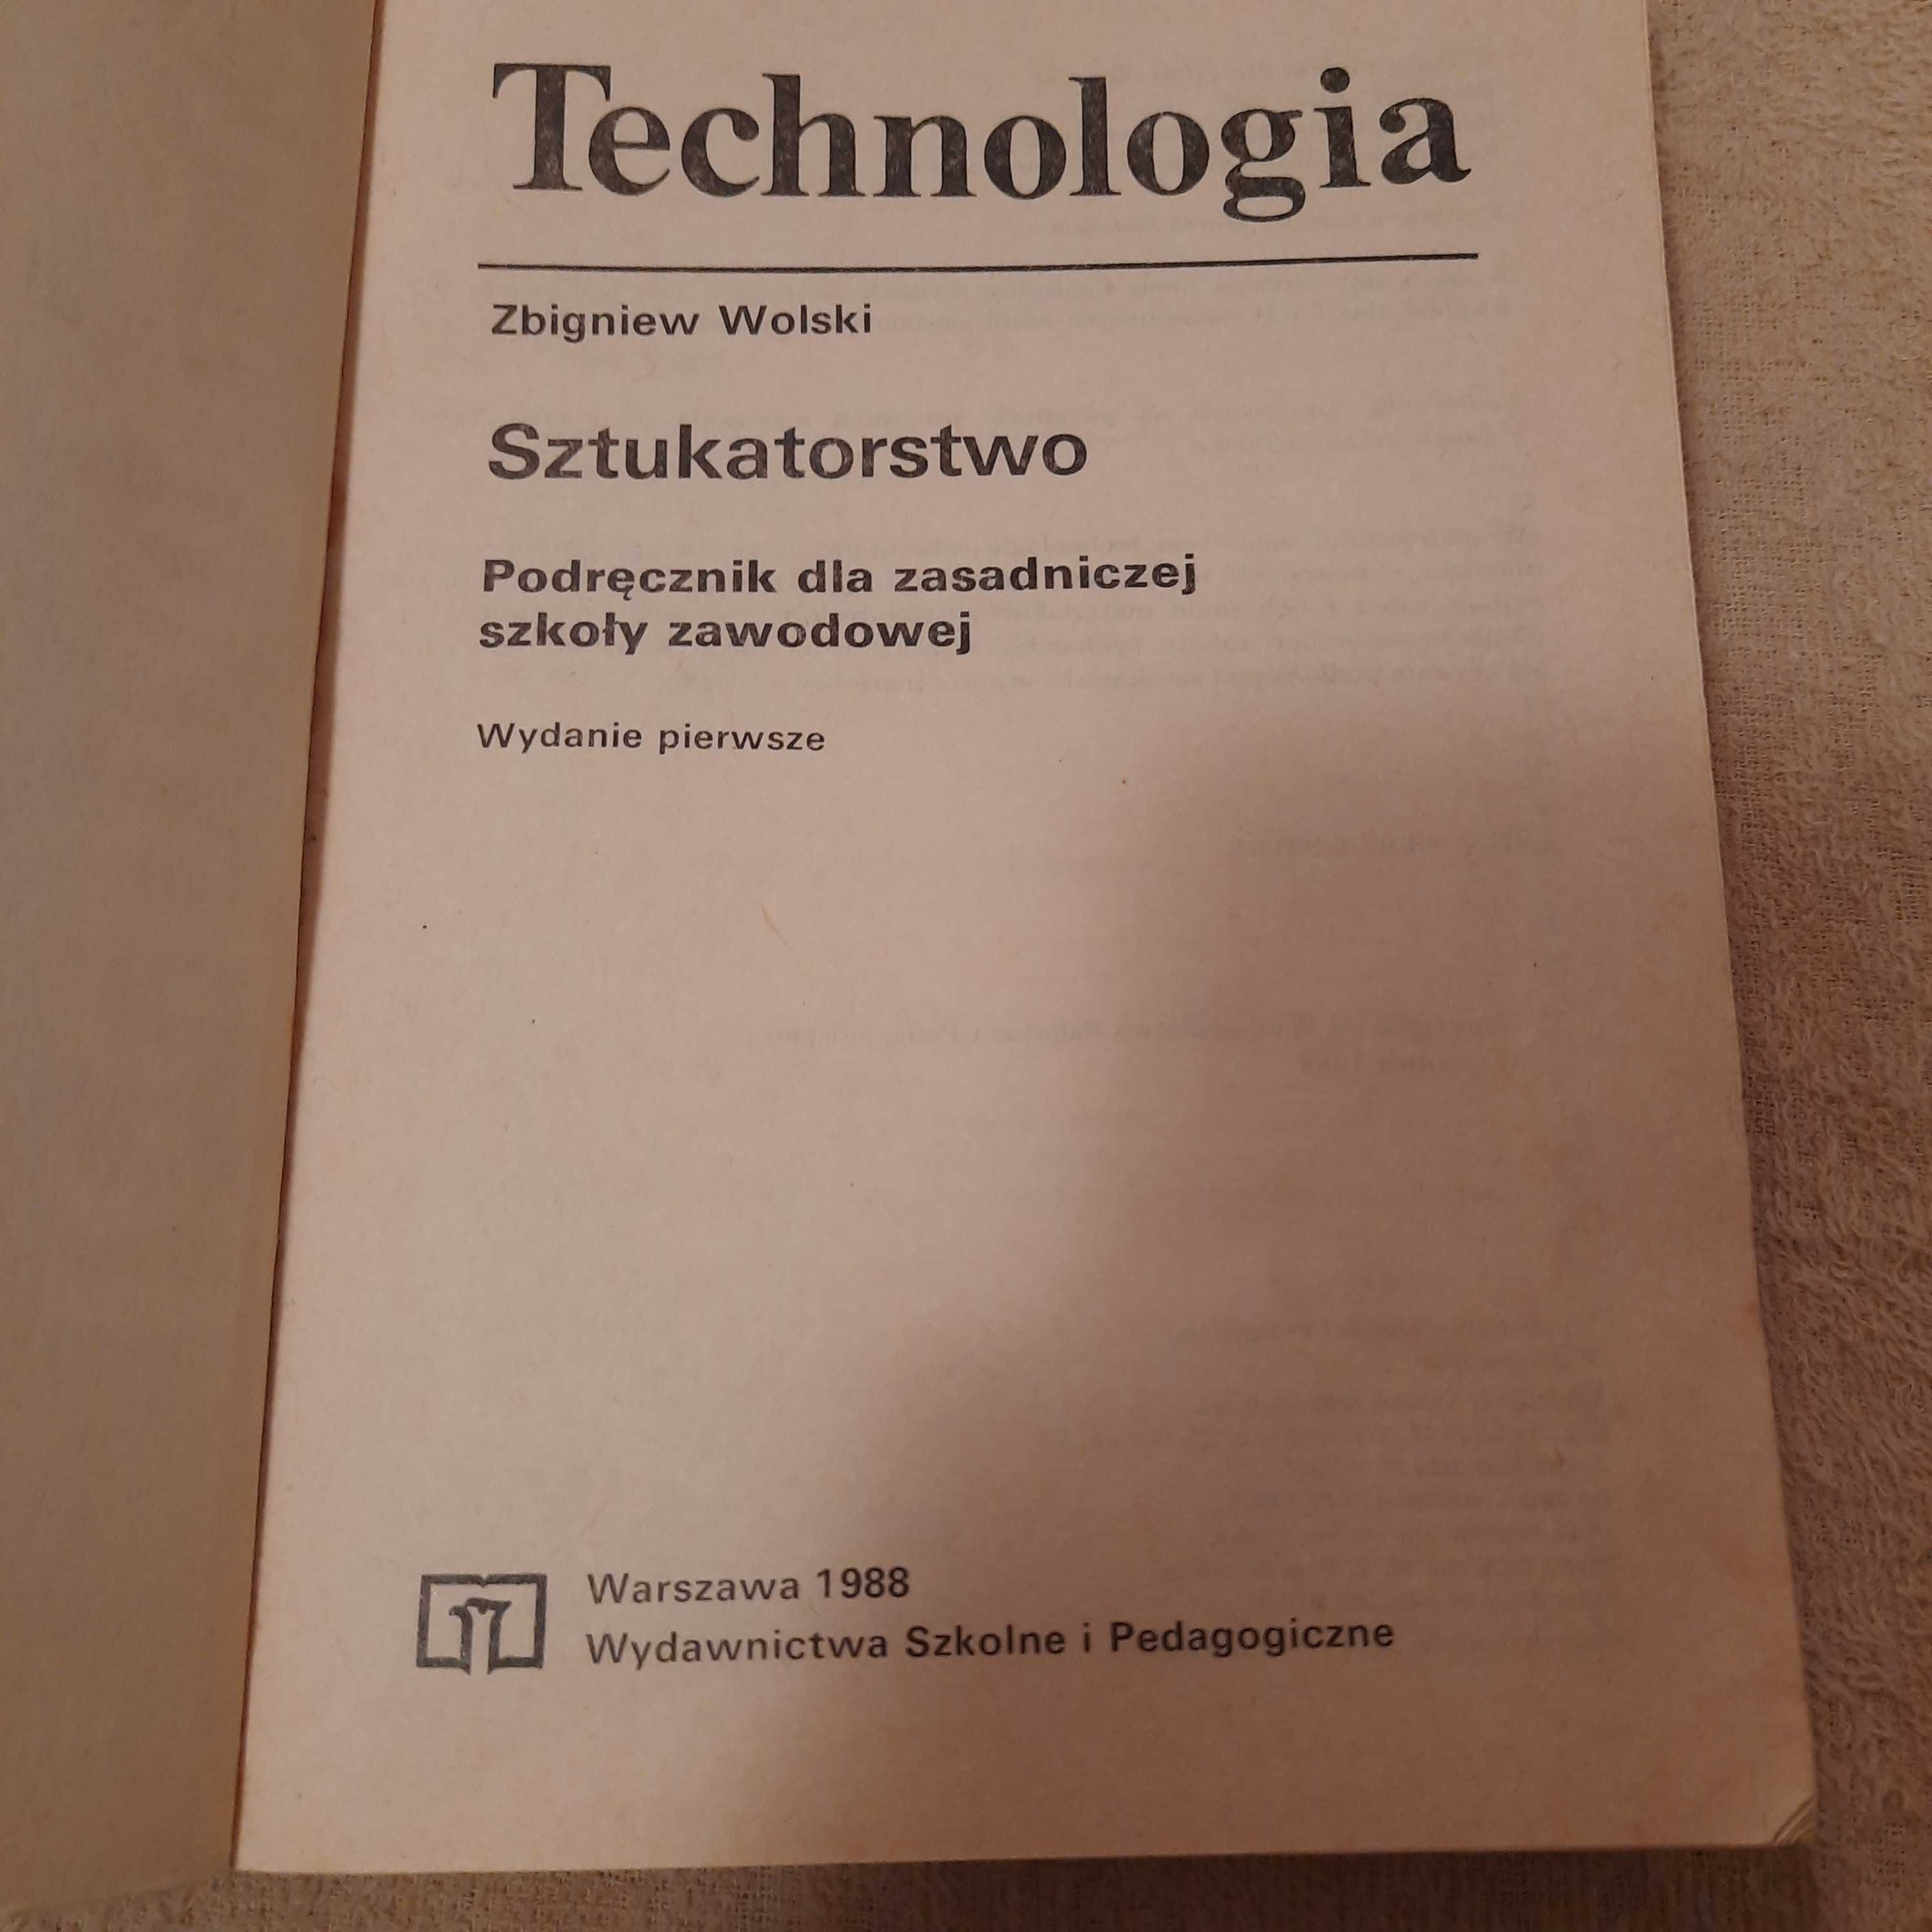 Technologia
Zbigniew Wolski
Sztukatorstwo
Podręcznik dla zasadniczej
szkoły zawodowej
Wydanie pierwsze
Warszawa 1988
Wydawnictwa Szkolne i Pedagogiczne